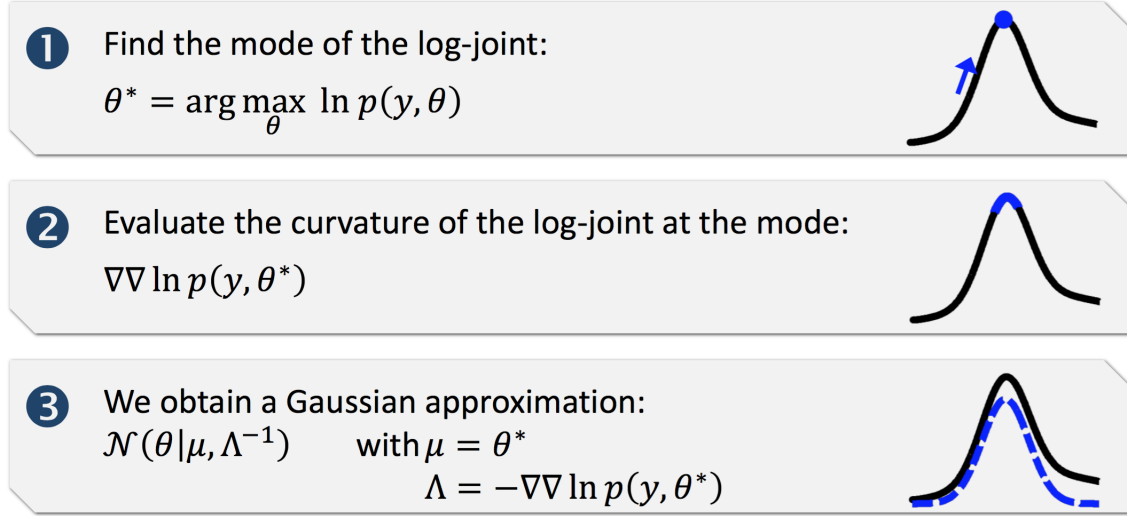 1 Find the mode of the log-joint:
θ* = arg max ln p(y, θ)
θ
2 Evaluate the curvature of the log-joint at the mode:
∇∇ ln p(y, θ*)
3 We obtain a Gaussian approximation:
𝒩(θ|μ, Λ⁻¹) with μ = θ*
Λ = −∇∇ ln p(y, θ*)